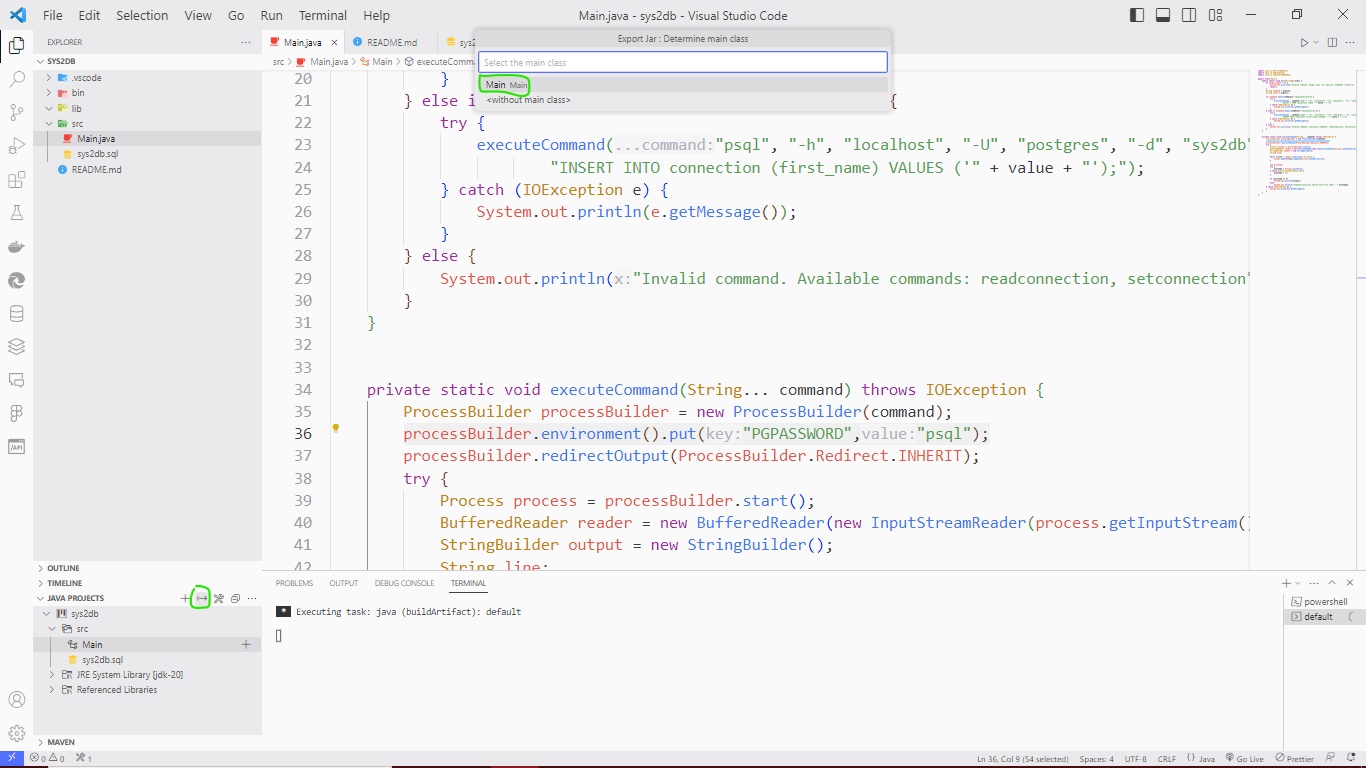 File Edit Selection View Go Run Terminal Help
Main.java - sys2db - Visual Studio Code
EXPLORER
SYS2DB
.vscode
bin
lib
src
Main.java
sys2db.sql
README.md
OUTLINE
TIMELINE
JAVA PROJECTS
sys2db
src
Main
sys2db.sql
JRE System Library [jdk-20]
Referenced Libraries
MAVEN
Main.java README.md
src > Main.java > Main >
Export Jar : Determine main class
Select the main class
Main Main
<without main class>
20 }
21 } else i {
22 try {
23 executeCommand(...command:"psql", "-h", "localhost", "-U", "postgres", "-d", "sys2db"
24 "INSERT INTO connection (first_name) VALUES ('" + value + "');");
25 } catch (IOException e) {
26 System.out.println(e.getMessage());
27 }
28 } else {
29 System.out.println(x:"Invalid command. Available commands: readconnection, setconnection"
30 }
31 }
32
33
34 private static void executeCommand(String... command) throws IOException {
35 ProcessBuilder processBuilder = new ProcessBuilder(command);
36 processBuilder.environment().put(key:"PGPASSWORD",value:"psql");
37 processBuilder.redirectOutput(ProcessBuilder.Redirect.INHERIT);
38 try {
39 Process process = processBuilder.start();
40 BufferedReader reader = new BufferedReader(new InputStreamReader(process.getInputStream()
41 StringBuilder output = new StringBuilder();
42 String line;
PROBLEMS OUTPUT DEBUG CONSOLE TERMINAL
* Executing task: java (buildArtifact): default
powershell
default
0 0 1
Ln 36, Col 9 (54 selected) Spaces: 4 UTF-8 CRLF Java Go Live Prettier